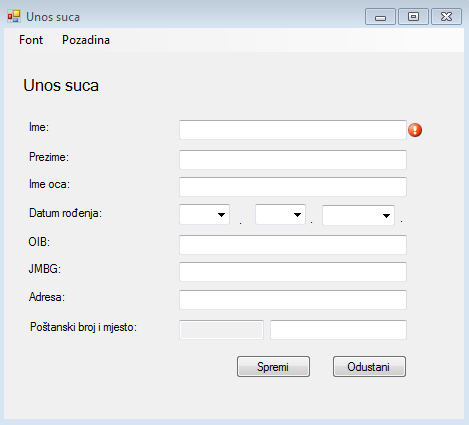 Unos suca
Font Pozadina
Unos suca
Ime:
Prezime:
Ime oca:
Datum rođenja: . . .
OIB:
JMBG:
Adresa:
Poštanski broj i mjesto:
Spremi Odustani